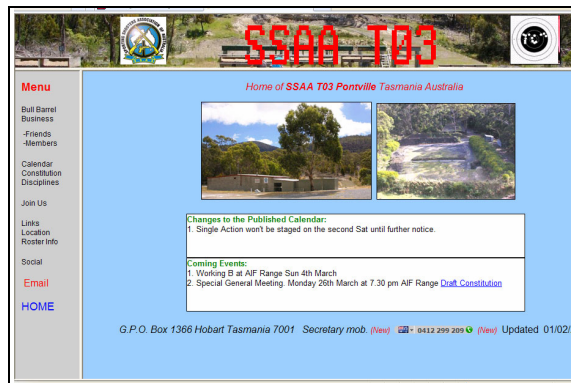 SSAA T03
Menu
Home of SSAA T03 Pontville Tasmania Australia
Bull Barrel
Business
-Friends
-Members
Calendar
Constitution
Disciplines
Join Us
Links
Location
Roster Info
Social
Email
HOME
Changes to the Published Calendar:
1. Single Action won't be staged on the second Sat until further notice.
Coming Events:
1. Working B at AIF Range Sun 4th March
2. Special General Meeting. Monday 26th March at 7.30 pm AIF Range Draft Constitution
G.P.O. Box 1366 Hobart Tasmania 7001 Secretary mob. (New) 0412 299 209 (New) Updated 01/02/